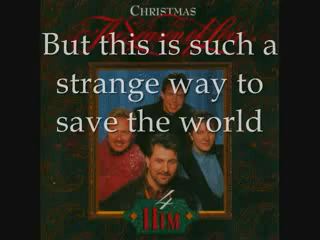 CHRISTMAS
But this is such a
strange way to
save the world
4
HIM